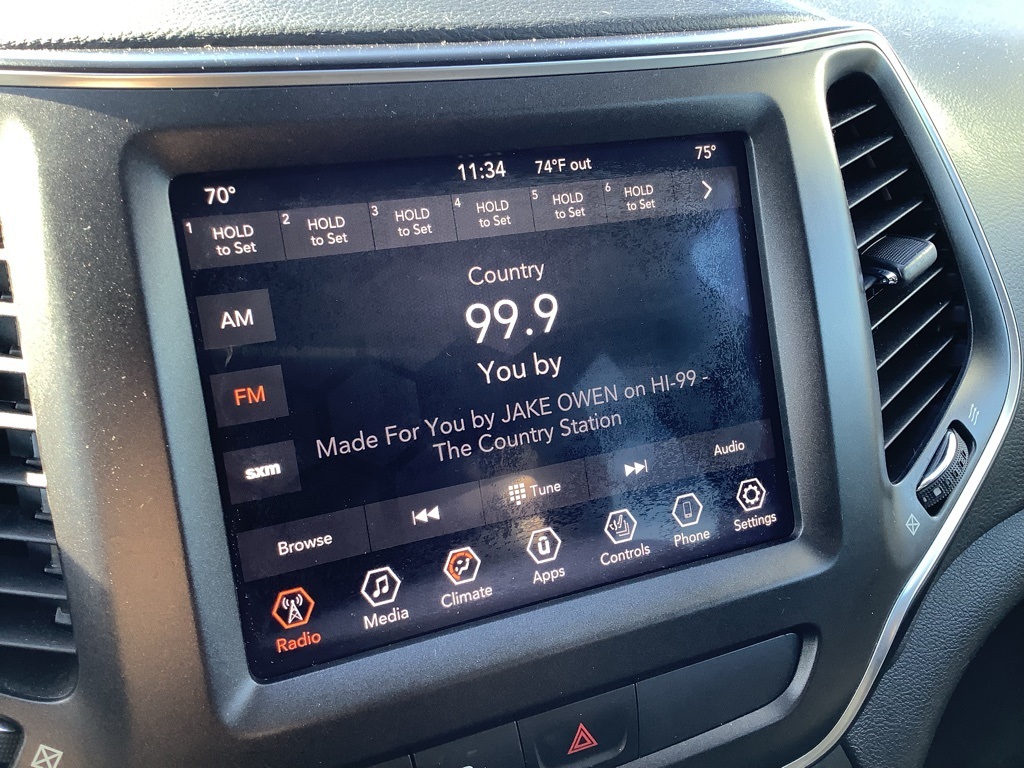 70°
11:34
74°F out
75°
1 HOLD
to Set
2 HOLD
to Set
3 HOLD
to Set
4 HOLD
to Set
5 HOLD
to Set
6 HOLD
to Set
Country
99.9
You by
Made For You by JAKE OWEN on HI-99 -
The Country Station
AM
FM
sxm
Browse
Tune
Audio
Radio
Media
Climate
Apps
Controls
Phone
Settings